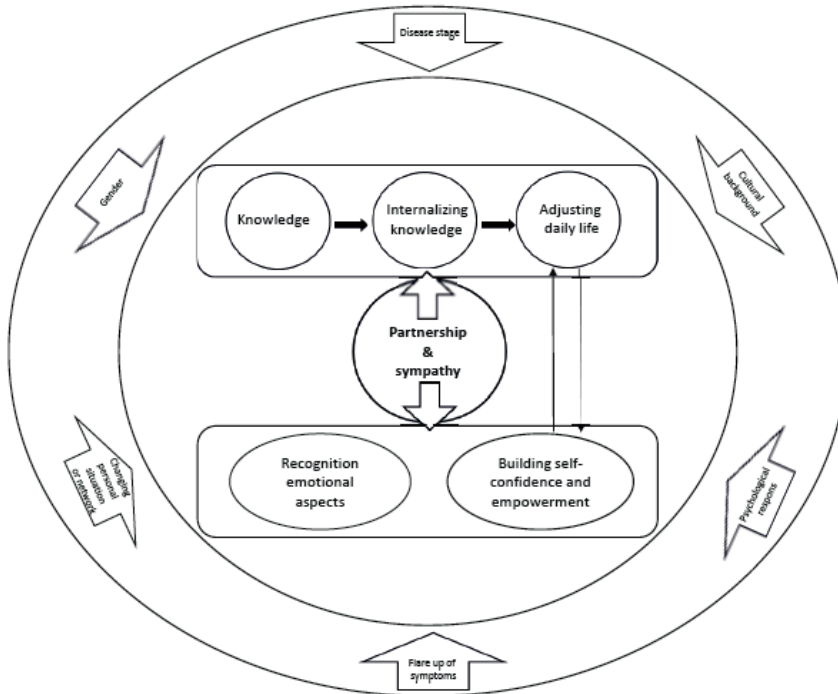 Disease stage
Gender
Cultural
background
Knowledge
Internalizing
knowledge
Adjusting
daily life
Partnership
&
sympathy
Recognition
emotional
aspects
Building self-
confidence and
empowerment
Changing
personal
situation
or network
Psychological
respons
Flare up of
symptoms